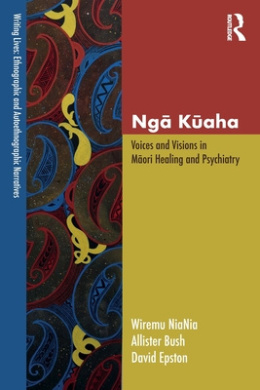 Writing Lives: Ethnographic and Autoethnographic Narratives
ROUTLEDGE
Ngā Kūaha
Voices and Visions in
Māori Healing and Psychiatry
Wiremu NiaNia
Allister Bush
David Epston